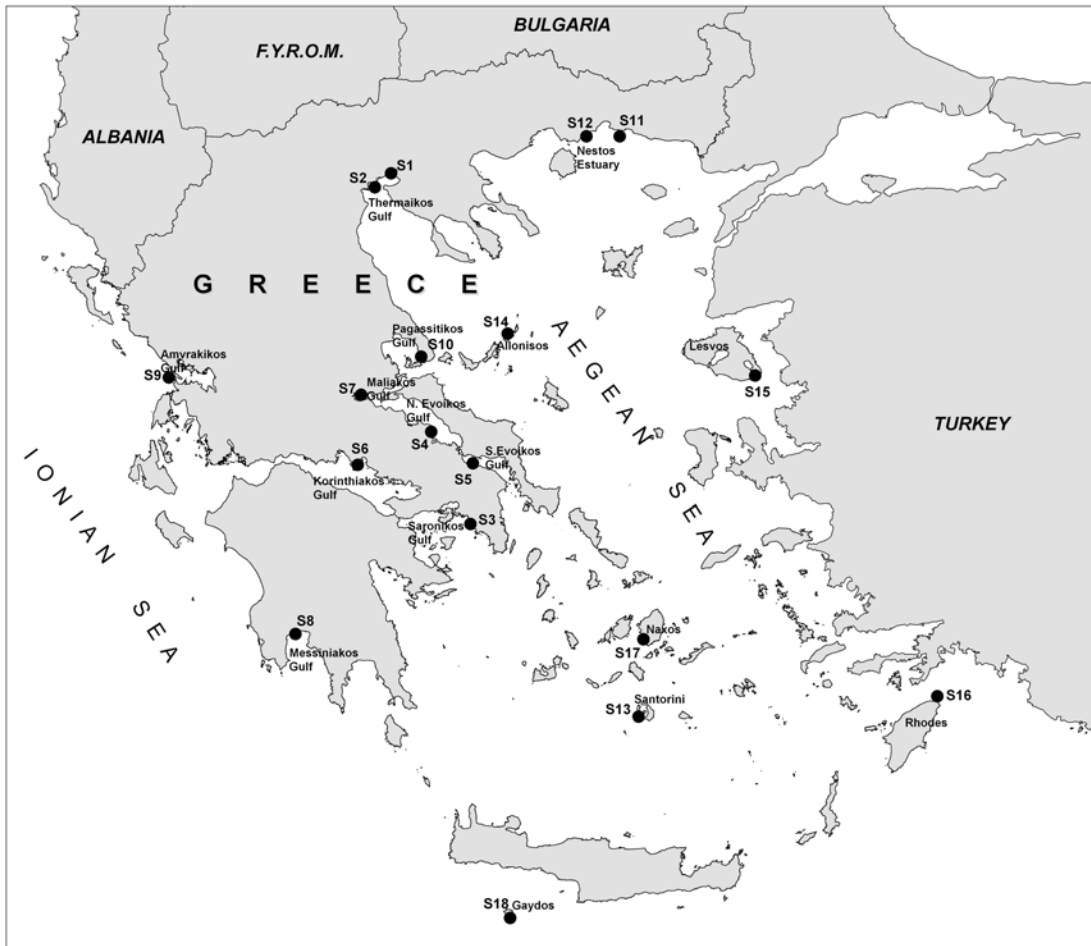 BULGARIA
F.Y.R.O.M.
ALBANIA
S12
S11
Nestos
Estuary
S1
S2
Thermaikos
Gulf
G R E E C E
Pagassitikos
Gulf
S10
S14
Allonisos
A E G E A N S E A
Lesvos
S15
TURKEY
Amvrakikos
Gulf
S9
S7
Maliakos
Gulf
N. Evoikos
Gulf
S4
S.Evoikos
Gulf
S5
S6
Korinthiakos
Gulf
S3
Saronikos
Gulf
I O N I A N S E A
S8
Messiniakos
Gulf
Naxos
S17
Santorini
S13
S16
Rhodes
S18 Gaydos